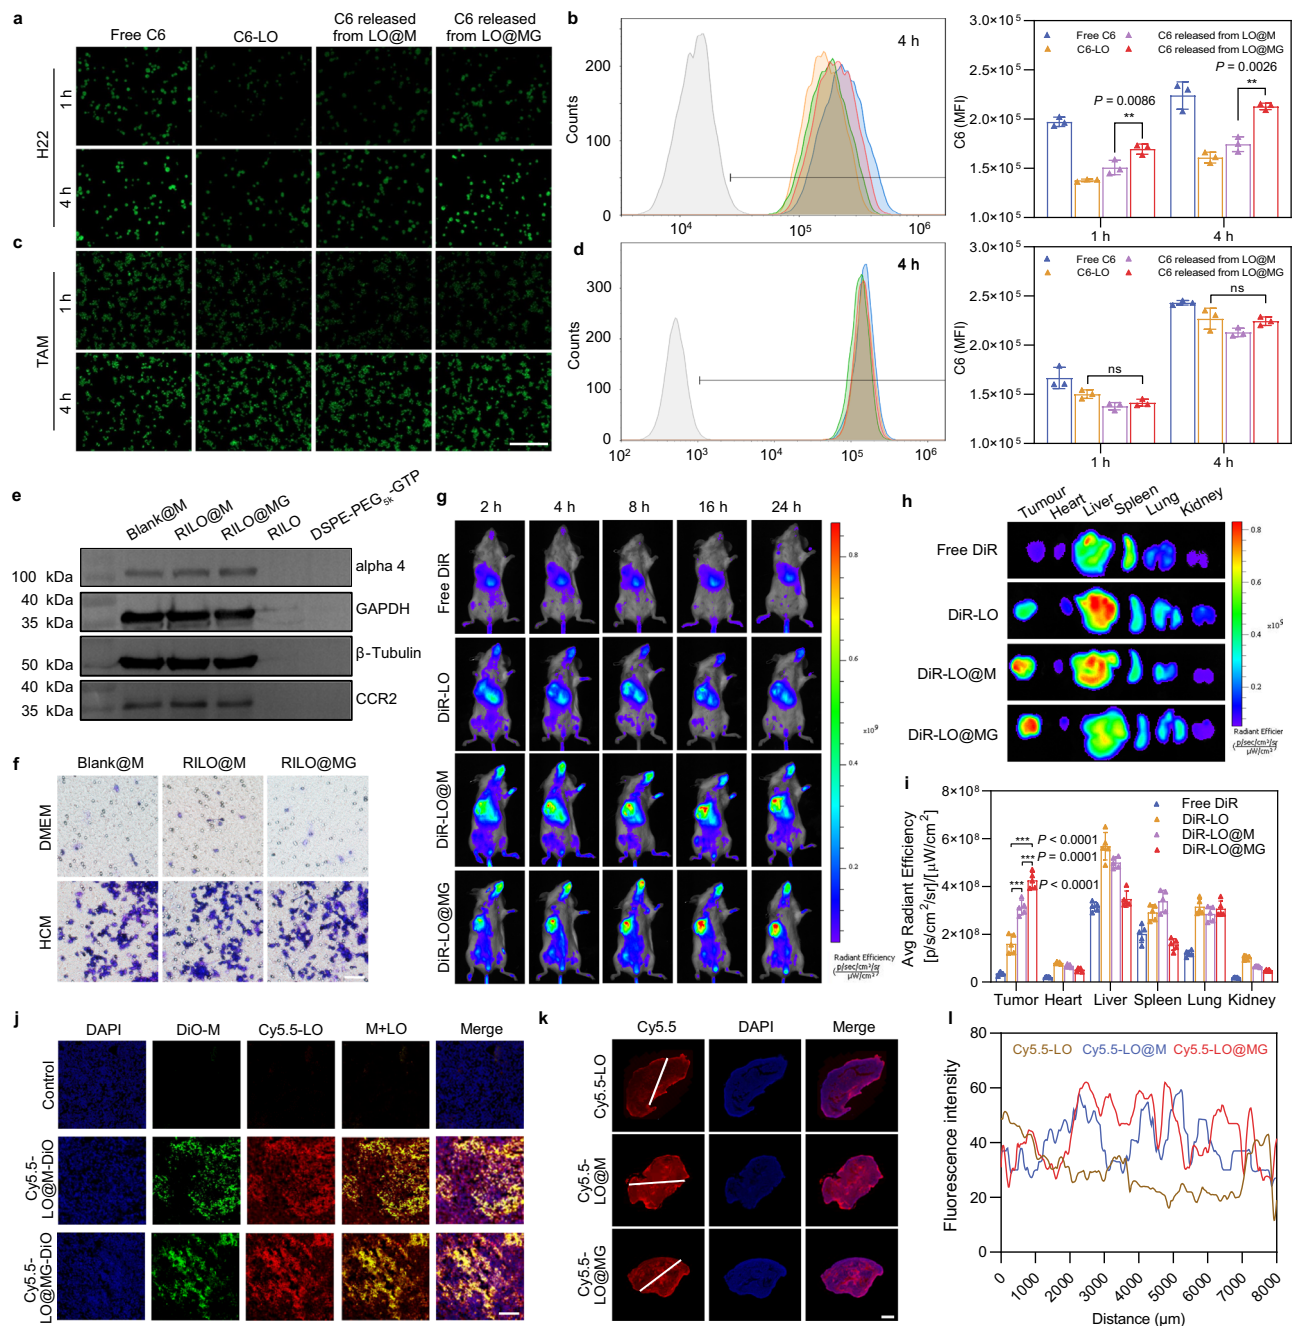 a
Free C6
C6-LO
C6 released
from LO@M
C6 released
from LO@MG
H22
1 h
4 h
c
TAM
1 h
4 h
b
4 h
Counts
200
100
0
10⁴
10⁵
10⁶
3.0×10⁵
2.5×10⁵
2.0×10⁵
1.5×10⁵
1.0×10⁵
C6 (MFI)
Free C6
C6-LO
C6 released from LO@M
C6 released from LO@MG
P = 0.0026
**
P = 0.0086
**
1 h
4 h
d
4 h
Counts
300
200
100
0
10²
10³
10⁴
10⁵
10⁶
3.0×10⁵
2.5×10⁵
2.0×10⁵
1.5×10⁵
1.0×10⁵
C6 (MFI)
Free C6
C6-LO
C6 released from LO@M
C6 released from LO@MG
ns
ns
1 h
4 h
e
Blank@M
RILO@M
RILO@MG
RILO
DSPE-PEG5k-GTP
100 kDa
alpha 4
40 kDa
35 kDa
GAPDH
50 kDa
β-Tubulin
40 kDa
35 kDa
CCR2
f
Blank@M
RILO@M
RILO@MG
DMEM
HCM
g
2 h
4 h
8 h
16 h
24 h
Free DiR
DiR-LO
DiR-LO@M
DiR-LO@MG
0.8
0.6
×10⁹
0.4
0.2
Radiant Efficiency
(p/sec/cm²/sr
µW/cm²)
h
Tumour
Heart
Liver
Spleen
Lung
Kidney
Free DiR
DiR-LO
DiR-LO@M
DiR-LO@MG
0.8
0.6
×10⁹
0.4
0.2
Radiant Efficien
(p/sec/cm²/sr
µW/cm²)
i
8×10⁸
6×10⁸
4×10⁸
2×10⁸
0
Avg Radiant Efficiency
[p/s/cm²/sr]/[µW/cm²]
Free DiR
DiR-LO
DiR-LO@M
DiR-LO@MG
*** P < 0.0001
*** P = 0.0001
*** P < 0.0001
Tumor
Heart
Liver
Spleen
Lung
Kidney
j
DAPI
DiO-M
Cy5.5-LO
M+LO
Merge
Control
Cy5.5-
LO@M-DiO
Cy5.5-
LO@MG-DiO
k
Cy5.5
DAPI
Merge
Cy5.5-LO
Cy5.5-
LO@M
Cy5.5-
LO@MG
l
80
60
40
20
0
Fluorescence intensity
Cy5.5-LO
Cy5.5-LO@M
Cy5.5-LO@MG
0
1000
2000
3000
4000
5000
6000
7000
8000
Distance (µm)